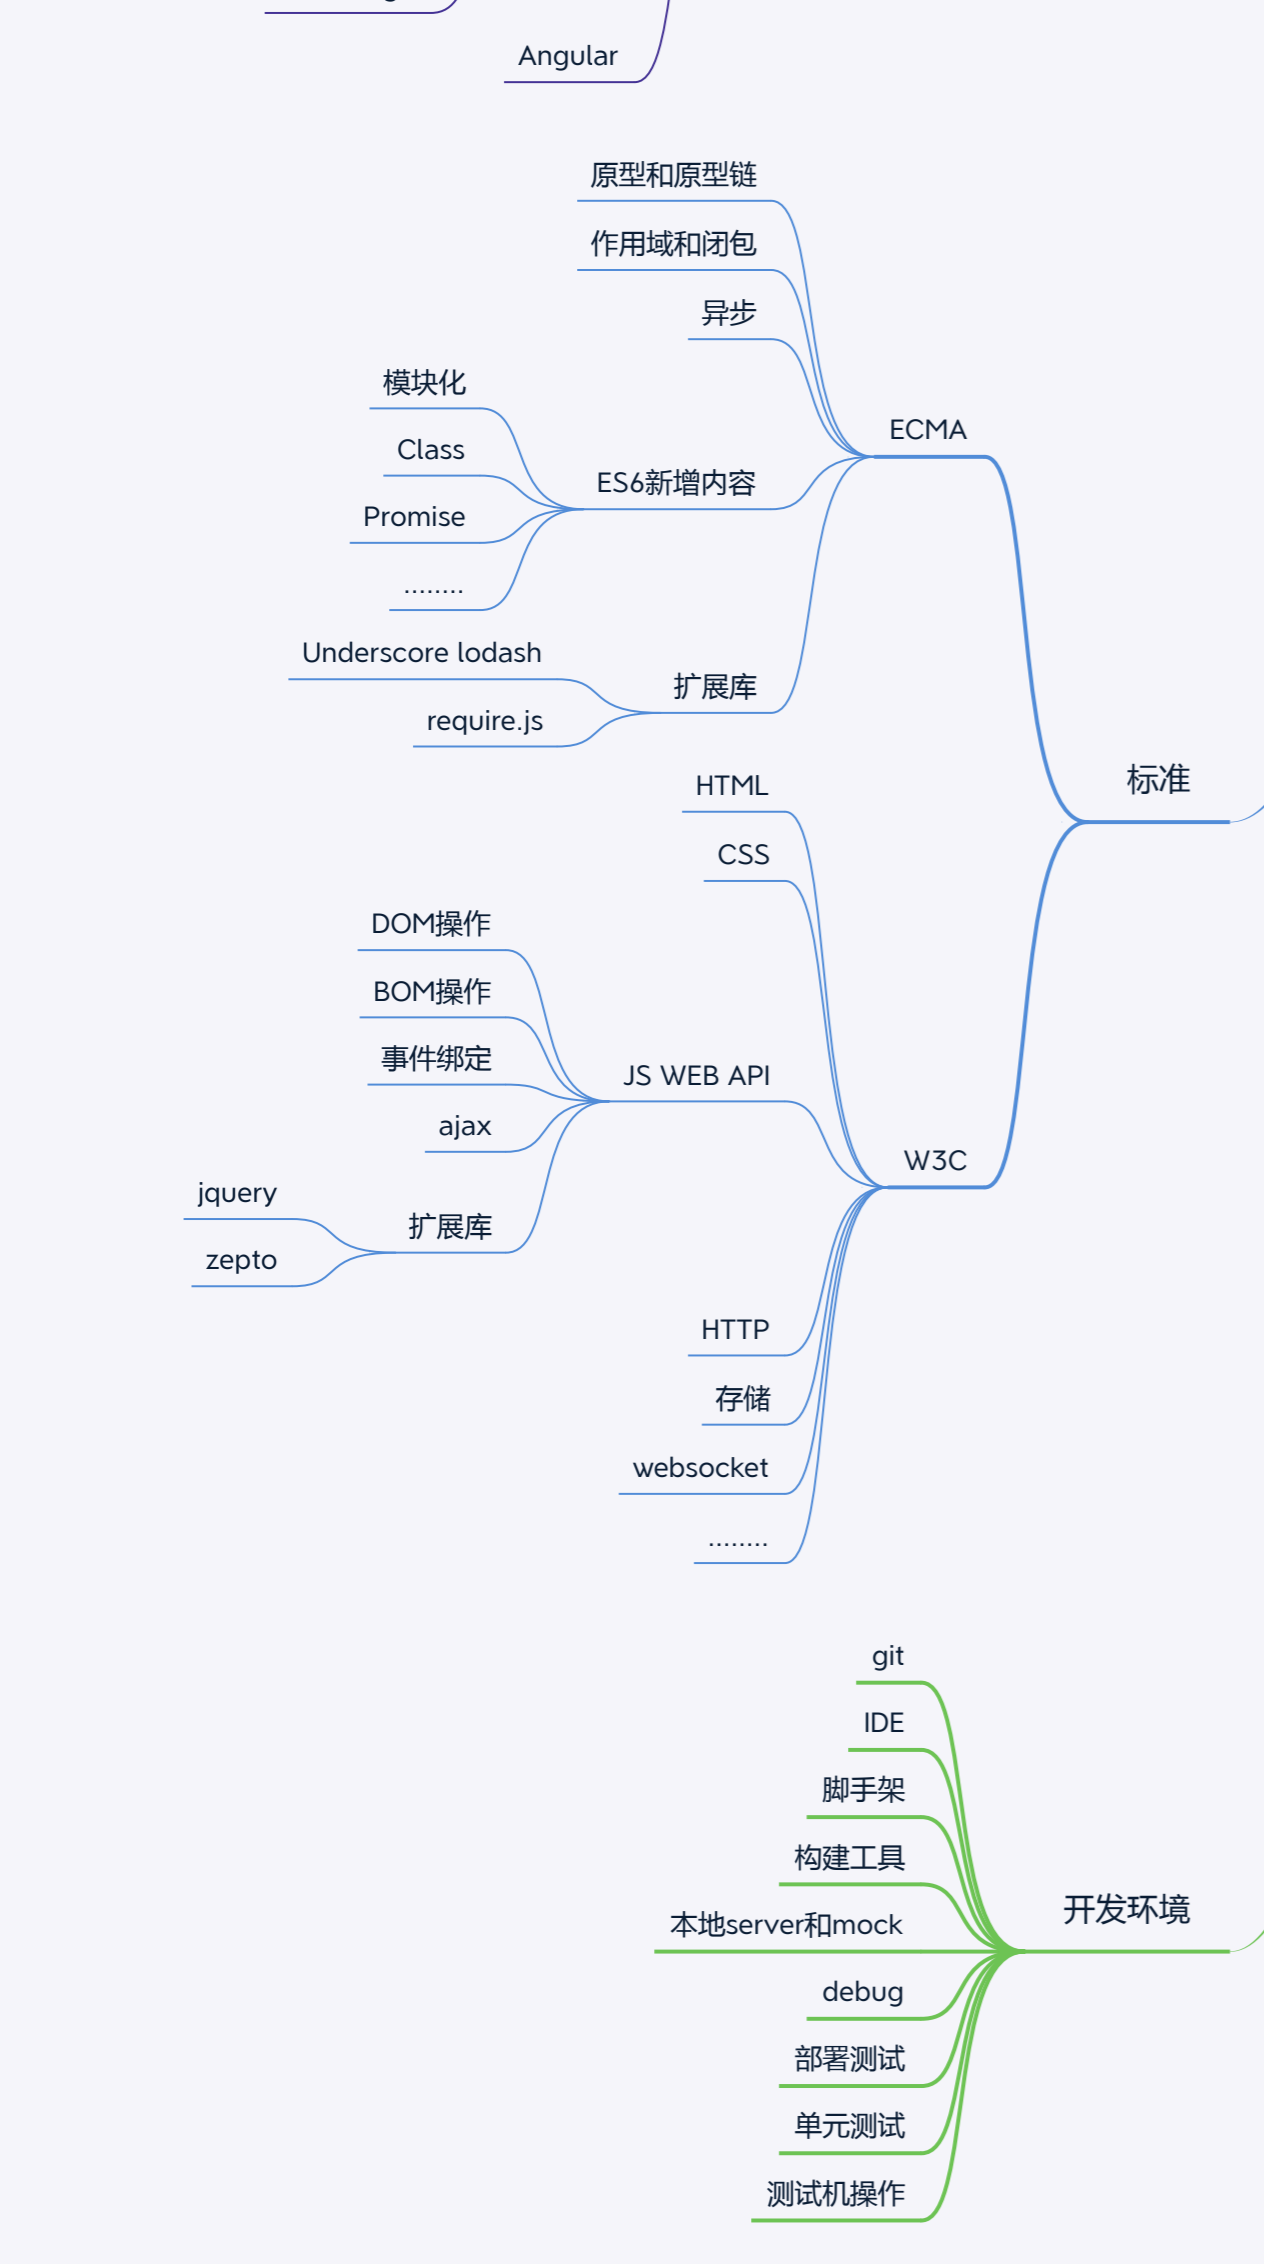 Angular
原型和原型链
作用域和闭包
异步
模块化
Class
Promise
........
ES6新增内容
Underscore lodash
require.js
扩展库
ECMA
标准
HTML
CSS
DOM操作
BOM操作
事件绑定
ajax
jquery
zepto
扩展库
JS WEB API
W3C
HTTP
存储
websocket
........
git
IDE
脚手架
构建工具
本地server和mock
debug
部署测试
单元测试
测试机操作
开发环境